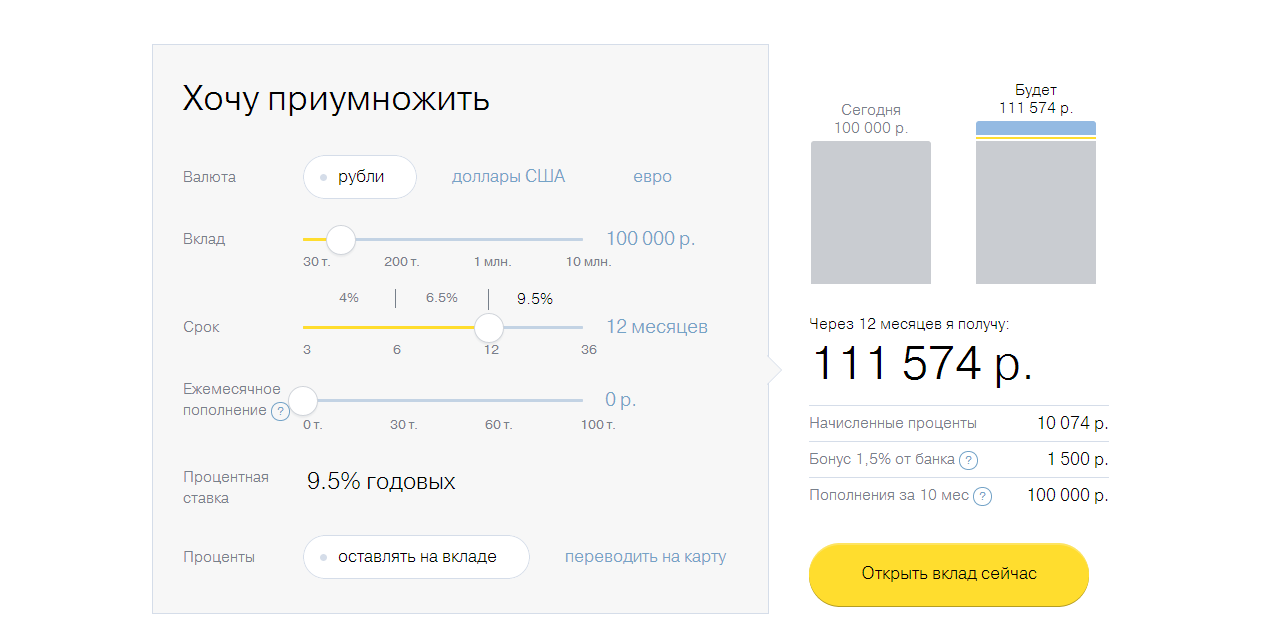 Хочу приумножить
Валюта рубли доллары США евро
Вклад 100 000 р.
30 т. 200 т. 1 млн. 10 млн.
4% 6.5% 9.5%
Срок 12 месяцев
3 6 12 36
Ежемесячное
пополнение ? 0 р.
0 т. 30 т. 60 т. 100 т.
Процентная
ставка
9.5% годовых
Проценты оставлять на вкладе переводить на карту
Сегодня
100 000 р.
Будет
111 574 р.
Через 12 месяцев я получу:
111 574 р.
Начисленные проценты 10 074 р.
Бонус 1,5% от банка ? 1 500 р.
Пополнения за 10 мес ? 100 000 р.
Открыть вклад сейчас